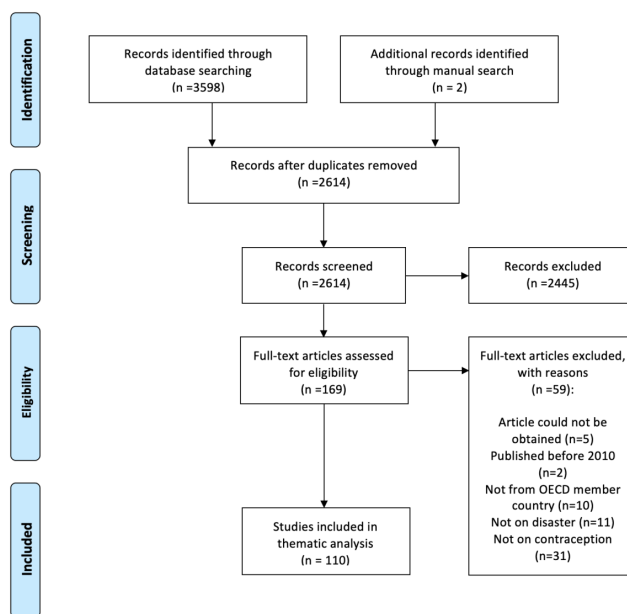 Identification
Records identified through
database searching
(n =3598)
Additional records identified
through manual search
(n = 2)
Records after duplicates removed
(n =2614)
Screening
Records screened
(n =2614)
Records excluded
(n =2445)
Eligibility
Full-text articles assessed
for eligibility
(n =169)
Full-text articles excluded,
with reasons
(n =59):
Article could not be
obtained (n=5)
Published before 2010
(n=2)
Not from OECD member
country (n=10)
Not on disaster (n=11)
Not on contraception
(n=31)
Included
Studies included in
thematic analysis
(n = 110)